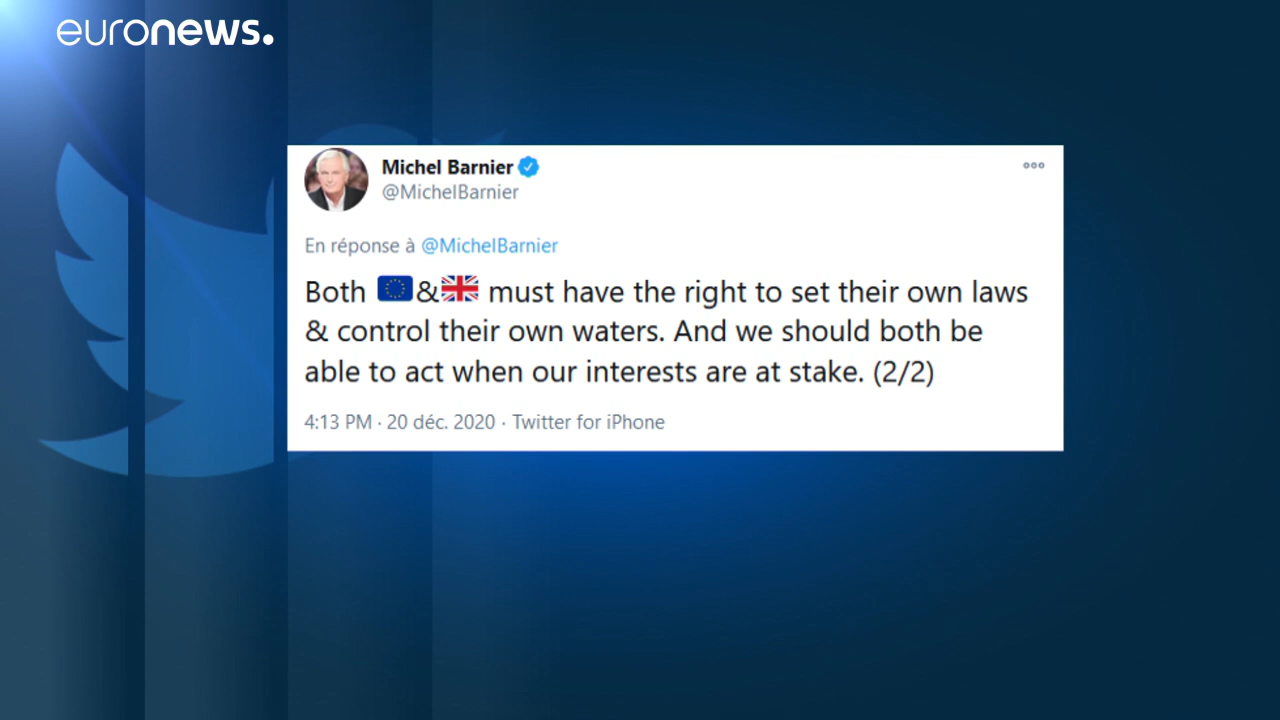 euronews.
Michel Barnier
@MichelBarnier
En réponse à @MichelBarnier
Both 🇪🇺&🇬🇧 must have the right to set their own laws
& control their own waters. And we should both be
able to act when our interests are at stake. (2/2)
4:13 PM · 20 déc. 2020 · Twitter for iPhone